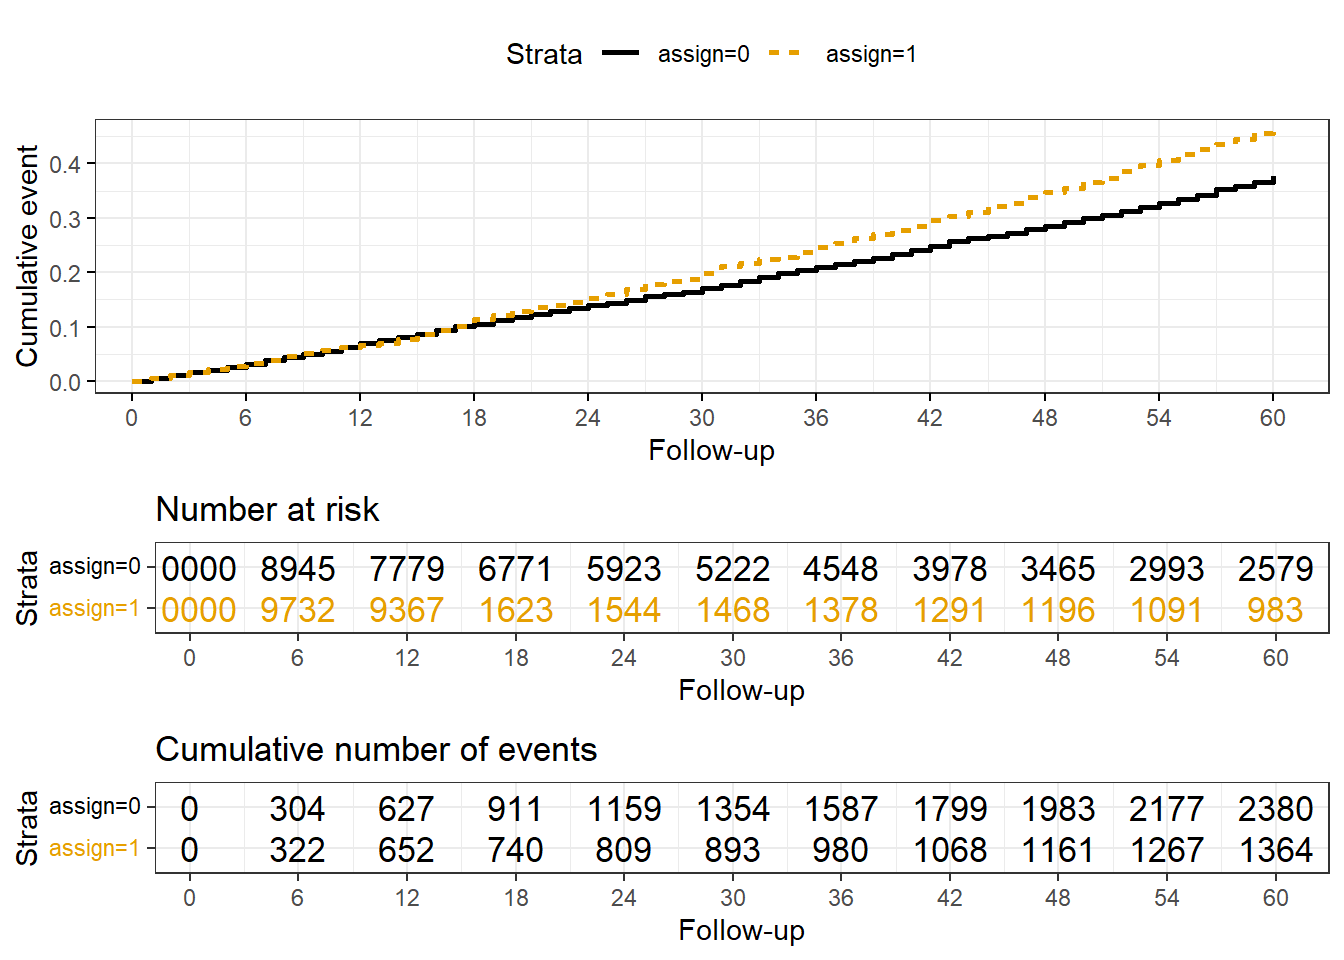 Strata assign=0 assign=1
Cumulative event
0.4
0.3
0.2
0.1
0.0
0 6 12 18 24 30 36 42 48 54 60
Follow-up
Number at risk
Strata
assign=0 0000 8945 7779 6771 5923 5222 4548 3978 3465 2993 2579
assign=1 0000 9732 9367 1623 1544 1468 1378 1291 1196 1091 983
0 6 12 18 24 30 36 42 48 54 60
Follow-up
Cumulative number of events
Strata
assign=0 0 304 627 911 1159 1354 1587 1799 1983 2177 2380
assign=1 0 322 652 740 809 893 980 1068 1161 1267 1364
0 6 12 18 24 30 36 42 48 54 60
Follow-up